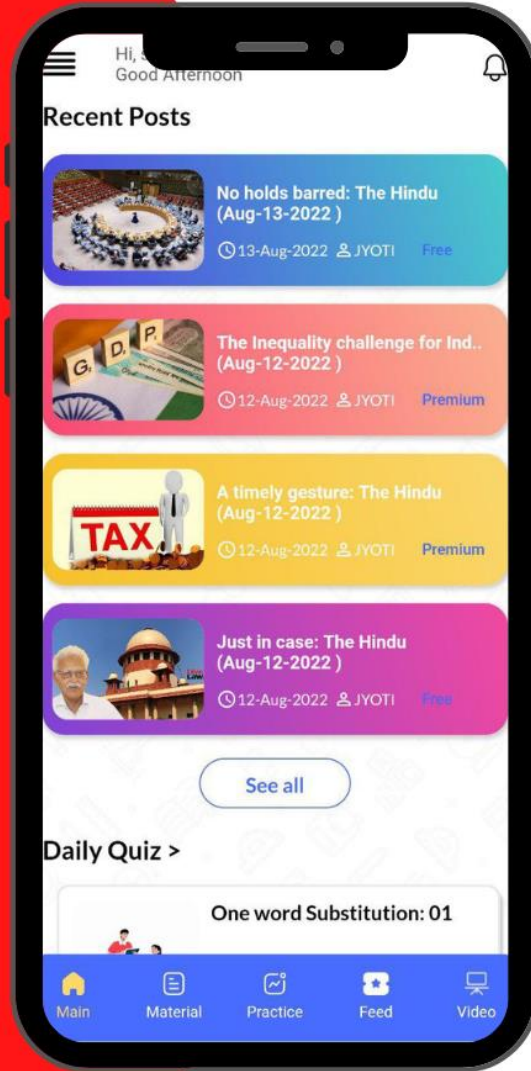 Hi,
Good Afternoon
Recent Posts
No holds barred: The Hindu
(Aug-13-2022 )
13-Aug-2022 JYOTI Free
G D P
The Inequality challenge for Ind..
(Aug-12-2022 )
12-Aug-2022 JYOTI Premium
TAX
A timely gesture: The Hindu
(Aug-12-2022 )
12-Aug-2022 JYOTI Premium
Just in case: The Hindu
(Aug-12-2022 )
12-Aug-2022 JYOTI Free
See all
Daily Quiz >
One word Substitution: 01
Main Material Practice Feed Video